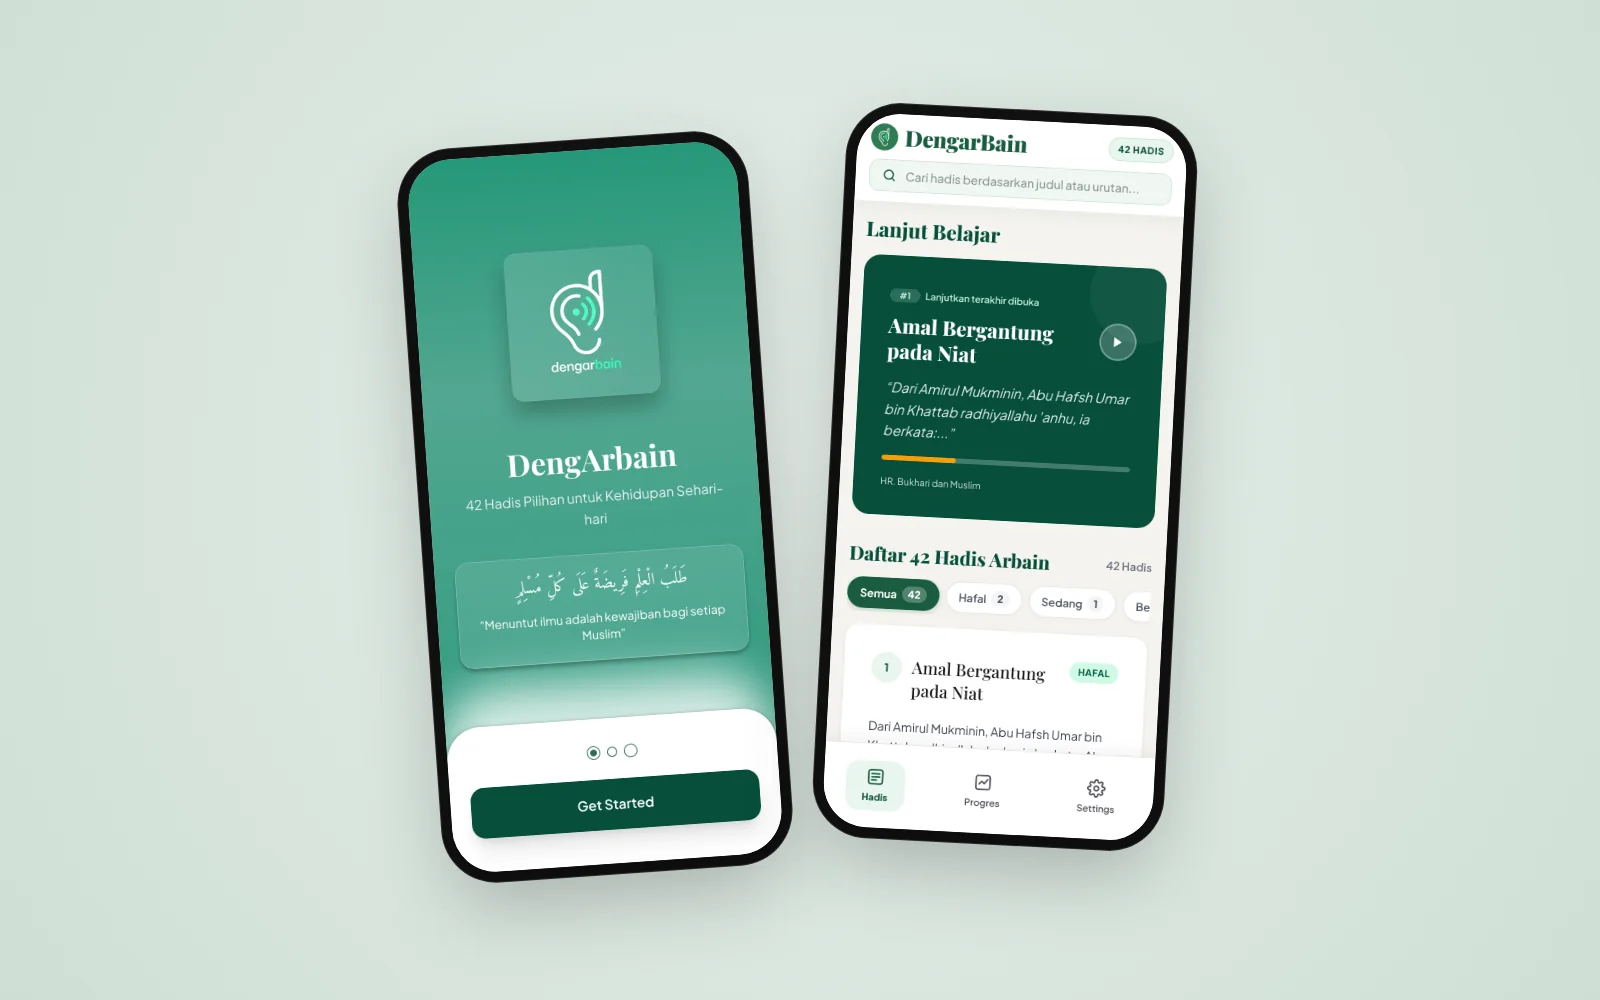 dengarbain
DengArbain
42 Hadis Pilihan untuk Kehidupan Sehari-
hari
طَلَبُ الْعِلْمِ فَرِيضَةٌ عَلَى كُلِّ مُسْلِمٍ
"Menuntut ilmu adalah kewajiban bagi setiap
Muslim"
Get Started
DengarBain
42 HADIS
Cari hadis berdasarkan judul atau urutan...
Lanjut Belajar
#1 Lanjutkan terakhir dibuka
Amal Bergantung
pada Niat
"Dari Amirul Mukminin, Abu Hafsh Umar
bin Khattab radhiyallahu 'anhu, ia
berkata:..."
HR. Bukhari dan Muslim
Daftar 42 Hadis Arbain
42 Hadis
Semua 42
Hafal 2
Sedang 1
Be
1
Amal Bergantung
pada Niat
HAFAL
Dari Amirul Mukminin, Abu Hafsh Umar bin
Hadis
Progres
Settings